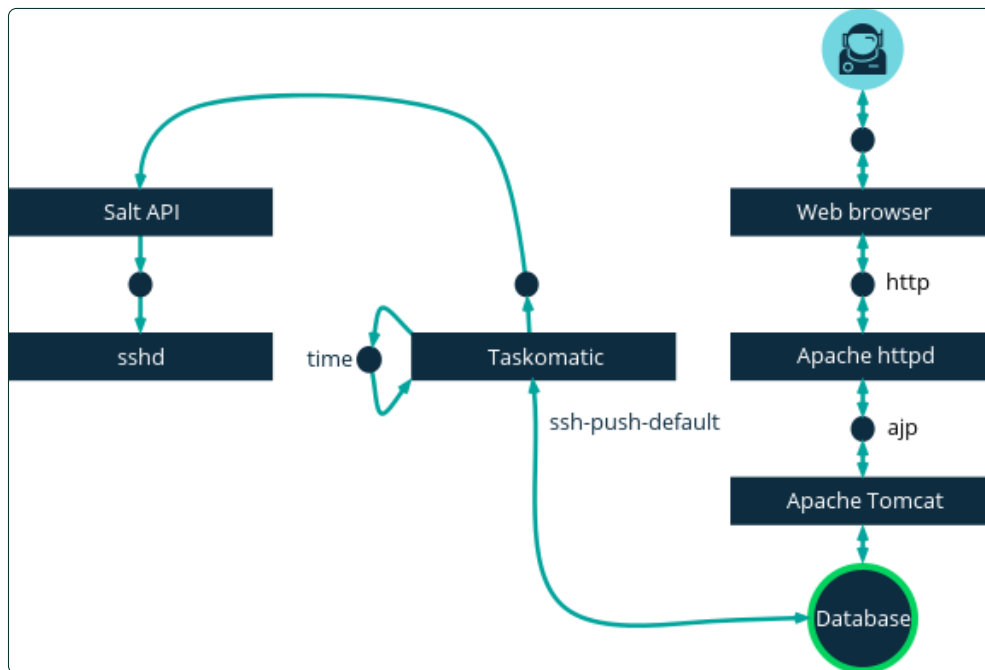 Salt API
Web browser
http
sshd
time
Taskomatic
Apache httpd
ssh-push-default
ajp
Apache Tomcat
Database